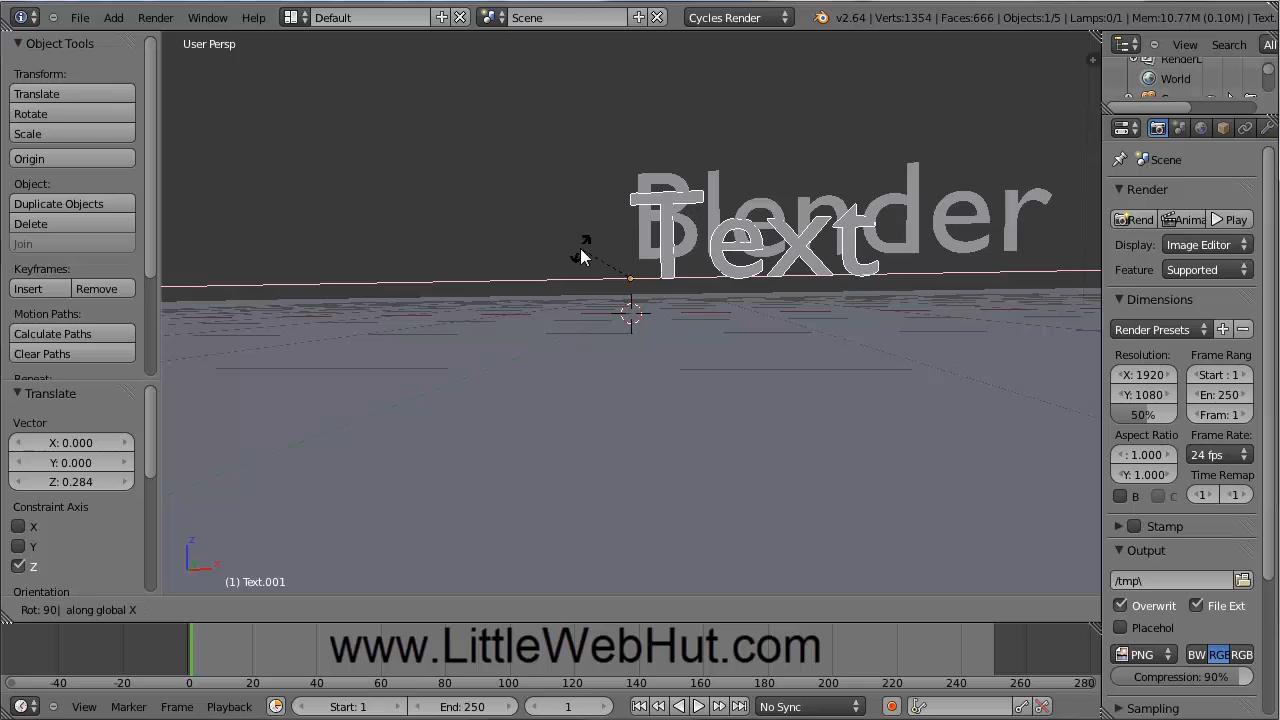 File Add Render Window Help Default Scene Cycles Render v2.64 | Verts:1354 | Faces:666 | Objects:1/5 | Lamps:0/1 | Mem:10.77M (0.10M) | Text.
Object Tools
Transform:
Translate
Rotate
Scale
Origin
Object:
Duplicate Objects
Delete
Join
Keyframes:
Insert Remove
Motion Paths:
Calculate Paths
Clear Paths
Repeat:
Translate
Vector
X: 0.000
Y: 0.000
Z: 0.284
Constraint Axis
X
Y
Z
Orientation
User Persp
Blender
Text
z
x
(1) Text.001
Rot: 90| along global X
View Search All
RenderL
World
Scene
Render
Rend Anima Play
Display: Image Editor
Feature Supported
Dimensions
Render Presets
Resolution: Frame Rang
X: 1920 Start : 1
Y: 1080 En: 250
50% Fram: 1
Aspect Ratio Frame Rate:
: 1.000 24 fps
Y: 1.000 Time Remap
B C 1 1
Stamp
Output
/tmp\
Overwrit File Ext
Placehol
PNG BW RGB RGB
Compression: 90%
Sampling
www.LittleWebHut.com
-40 -20 0 20 40 60 80 100 120 140 160 180 200 220 240 260 280
View Marker Frame Playback Start: 1 End: 250 1 No Sync